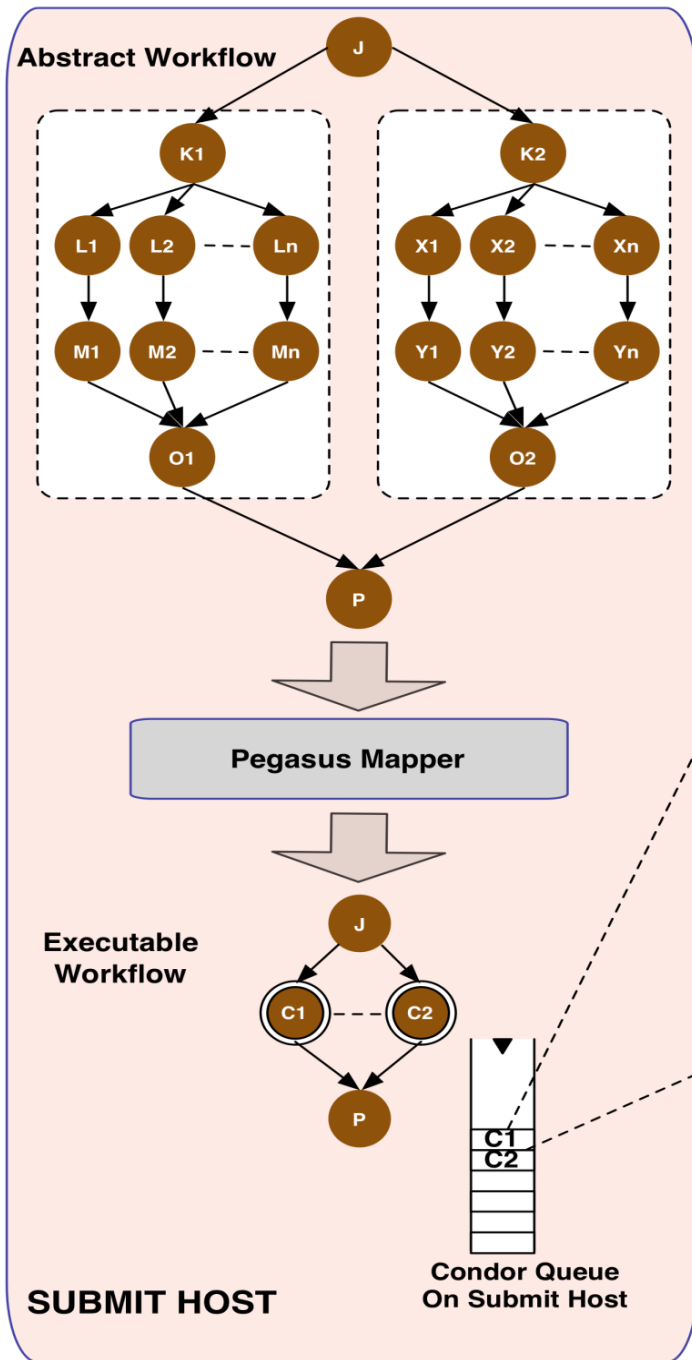 J
Abstract Workflow
K1
K2
L1 L2 Ln
X1 X2 Xn
M1 M2 Mn
Y1 Y2 Yn
O1
O2
P
Pegasus Mapper
J
Executable
Workflow
C1 C2
P
C1
C2
Condor Queue
On Submit Host
SUBMIT HOST